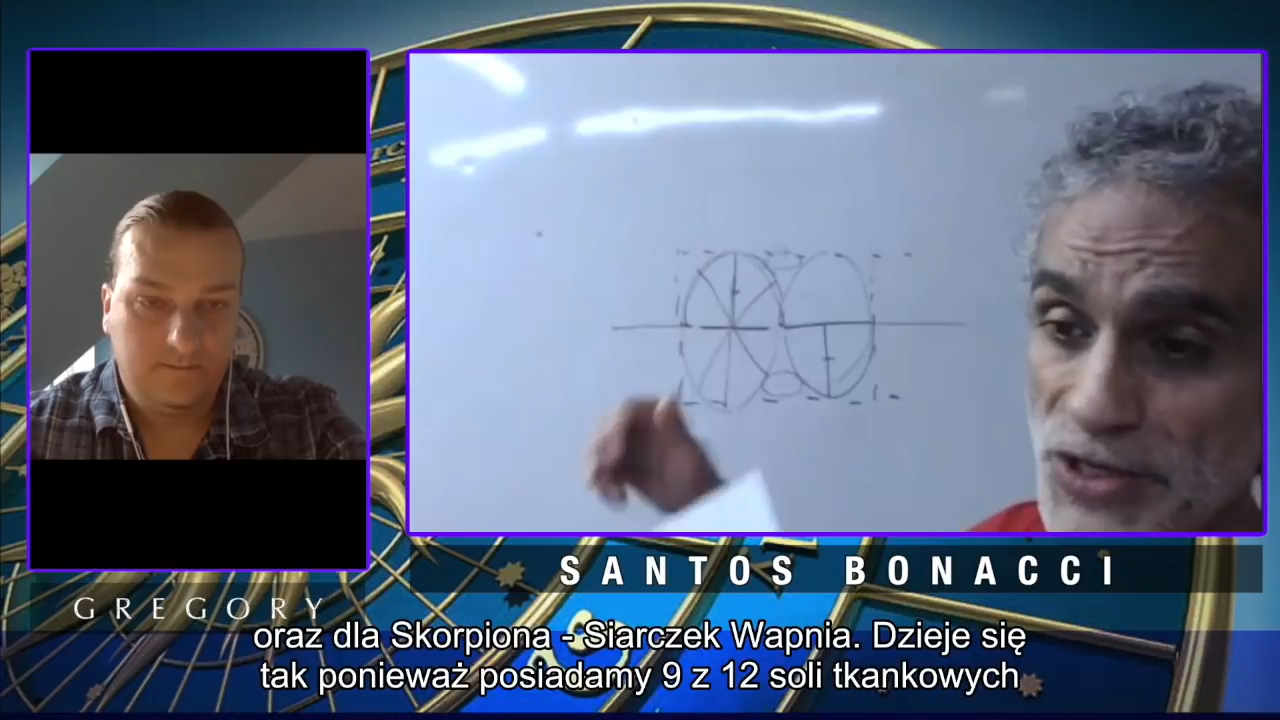 SANTOS BONACCI
GREGORY
oraz dla Skorpiona - Siarczek Wapnia. Dzieje się
tak ponieważ posiadamy 9 z 12 soli tkankowych